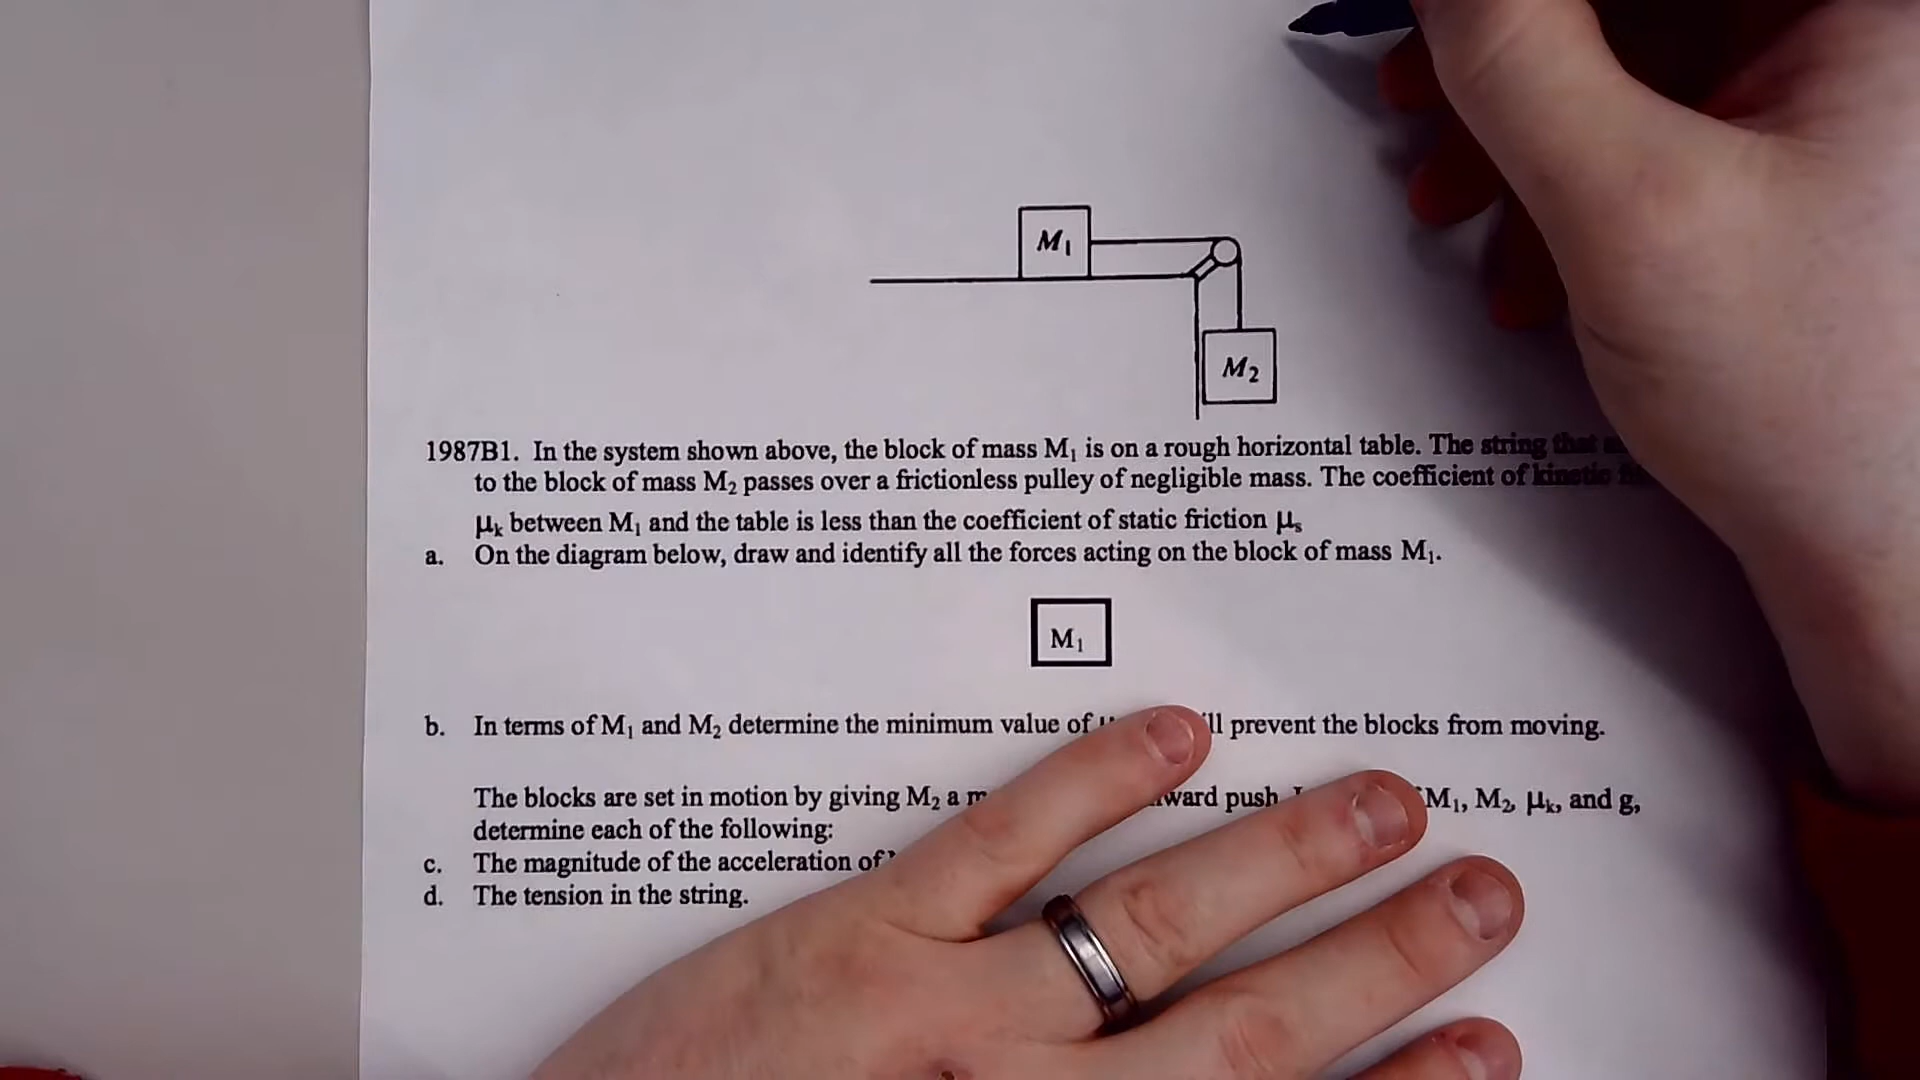 M₁
M₂
1987B1. In the system shown above, the block of mass M₁ is on a rough horizontal table. The string that
to the block of mass M₂ passes over a frictionless pulley of negligible mass. The coefficient of kinetic
μₖ between M₁ and the table is less than the coefficient of static friction μₛ
a. On the diagram below, draw and identify all the forces acting on the block of mass M₁.
M₁
b. In terms of M₁ and M₂ determine the minimum value of prevent the blocks from moving.
The blocks are set in motion by giving M₂ a push M₁, M₂, μₖ, and g,
determine each of the following:
c. The magnitude of the acceleration of
d. The tension in the string.